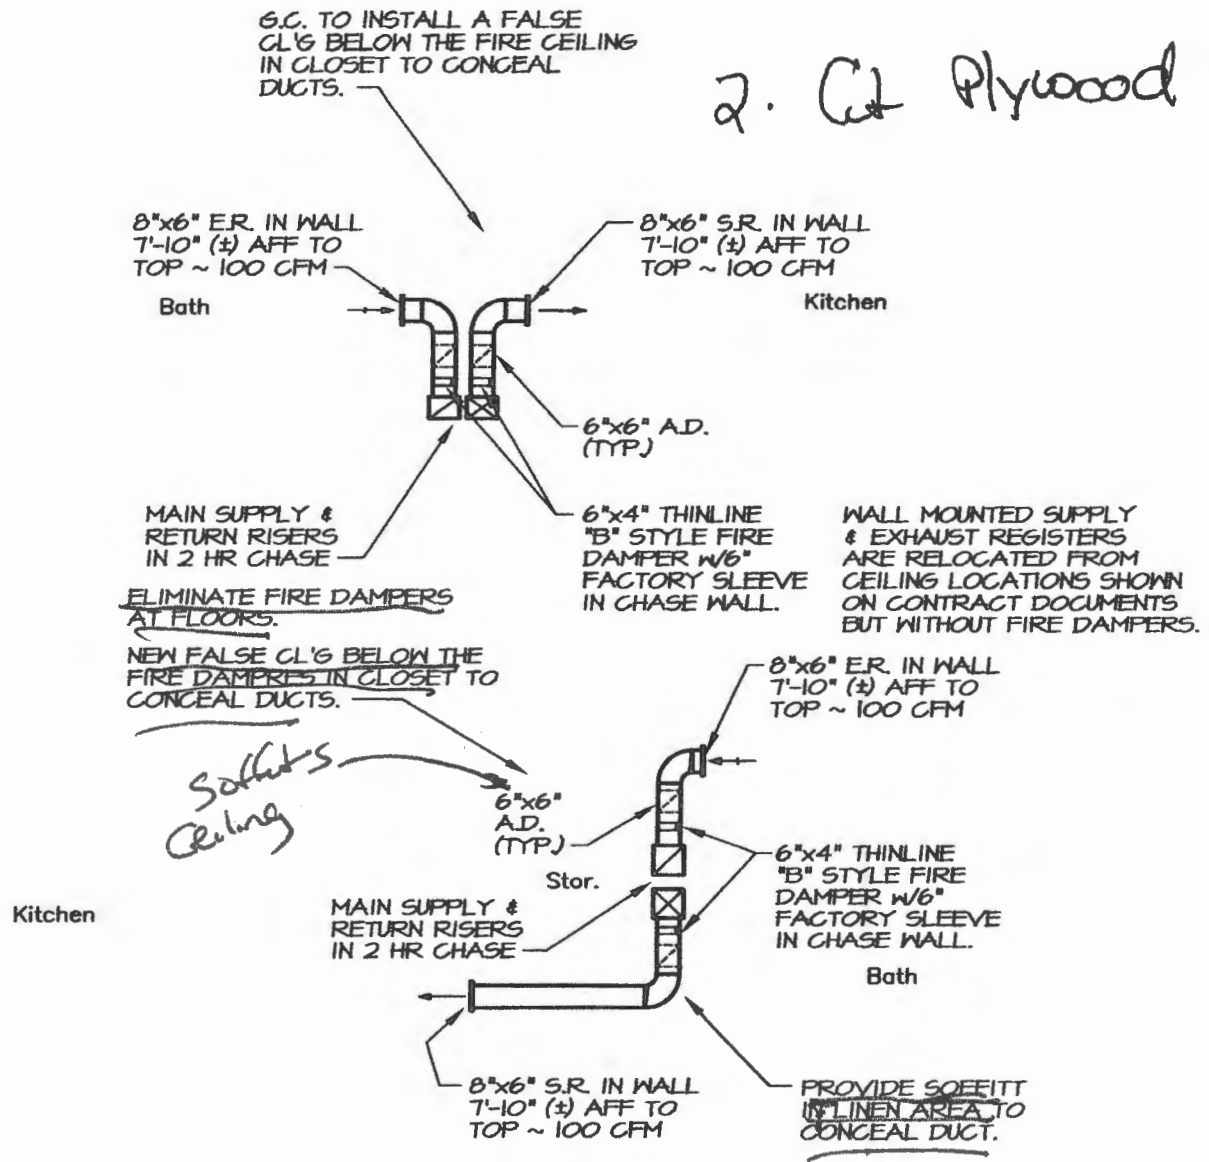 G.C. TO INSTALL A FALSE
CL'G BELOW THE FIRE CEILING
IN CLOSET TO CONCEAL
DUCTS.
2. Cut Plywoood
8"x6" E.R. IN WALL
7'-10" (±) AFF TO
TOP ~ 100 CFM
Bath
8"x6" S.R. IN WALL
7'-10" (±) AFF TO
TOP ~ 100 CFM
Kitchen
6"x6" A.D.
(TYP.)
MAIN SUPPLY &
RETURN RISERS
IN 2 HR CHASE
6"x4" THINLINE
"B" STYLE FIRE
DAMPER w/6"
FACTORY SLEEVE
IN CHASE WALL.
WALL MOUNTED SUPPLY
& EXHAUST REGISTERS
ARE RELOCATED FROM
CEILING LOCATIONS SHOWN
ON CONTRACT DOCUMENTS
BUT WITHOUT FIRE DAMPERS.
ELIMINATE FIRE DAMPERS
AT FLOORS.
NEW FALSE CL'G BELOW THE
FIRE DAMPRES IN CLOSET TO
CONCEAL DUCTS.
Soffits
Ceiling
8"x6" E.R. IN WALL
7'-10" (±) AFF TO
TOP ~ 100 CFM
6"x6"
A.D.
(TYP.)
Stor.
6"x4" THINLINE
"B" STYLE FIRE
DAMPER w/6"
FACTORY SLEEVE
IN CHASE WALL.
Kitchen
MAIN SUPPLY &
RETURN RISERS
IN 2 HR CHASE
Bath
8"x6" S.R. IN WALL
7'-10" (±) AFF TO
TOP ~ 100 CFM
PROVIDE SOFFITT
IN LINEN AREA TO
CONCEAL DUCT.